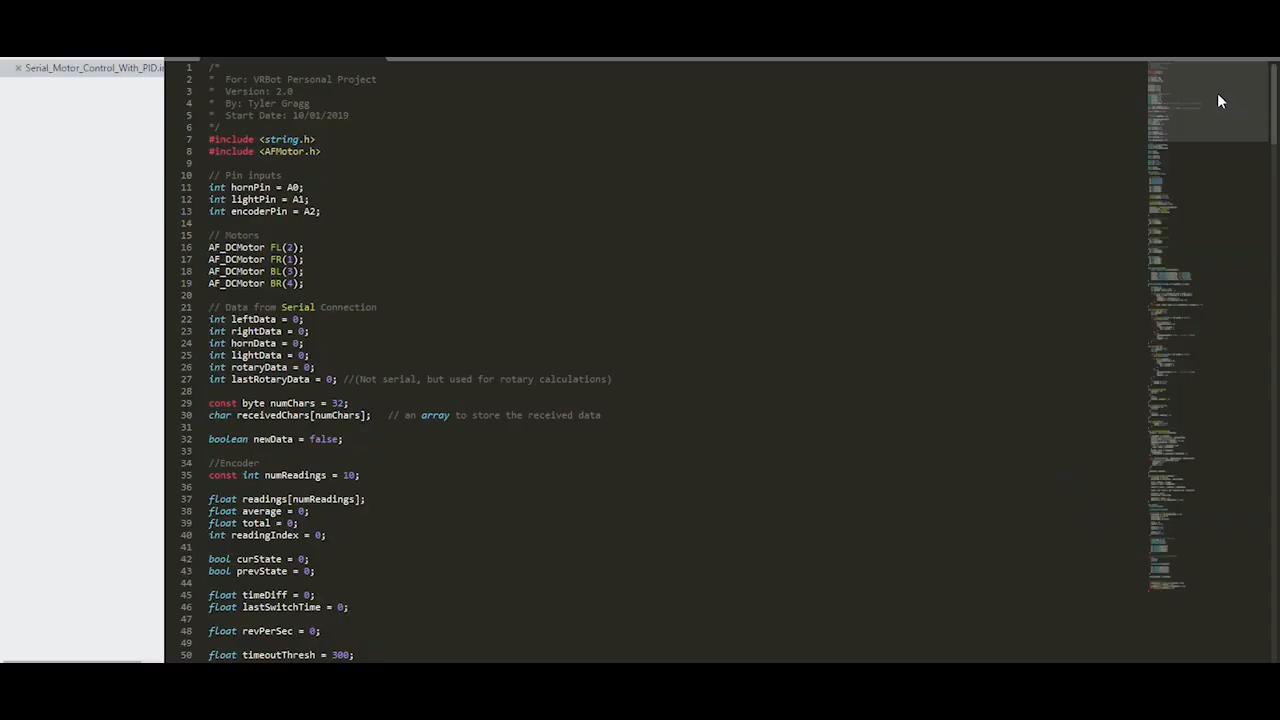 Serial_Motor_Control_With_PID.in
1 /*
2 * For: VRBot Personal Project
3 * Version: 2.0
4 * By: Tyler Gragg
5 * Start Date: 10/01/2019
6 */
7 #include <string.h>
8 #include <AFMotor.h>
9
10 // Pin inputs
11 int hornPin = A0;
12 int lightPin = A1;
13 int encoderPin = A2;
14
15 // Motors
16 AF_DCMotor FL(2);
17 AF_DCMotor FR(1);
18 AF_DCMotor BL(3);
19 AF_DCMotor BR(4);
20
21 // Data from Serial Connection
22 int leftData = 0;
23 int rightData = 0;
24 int hornData = 0;
25 int lightData = 0;
26 int rotaryData = 0;
27 int lastRotaryData = 0; //(Not serial, but used for rotary calculations)
28
29 const byte numChars = 32;
30 char receivedChars[numChars]; // an array to store the received data
31
32 boolean newData = false;
33
34 //Encoder
35 const int numReadings = 10;
36
37 float readings[numReadings];
38 float average = 0;
39 float total = 0;
40 int readingIndex = 0;
41
42 bool curState = 0;
43 bool prevState = 0;
44
45 float timeDiff = 0;
46 float lastSwitchTime = 0;
47
48 float revPerSec = 0;
49
50 float timeoutThresh = 300;